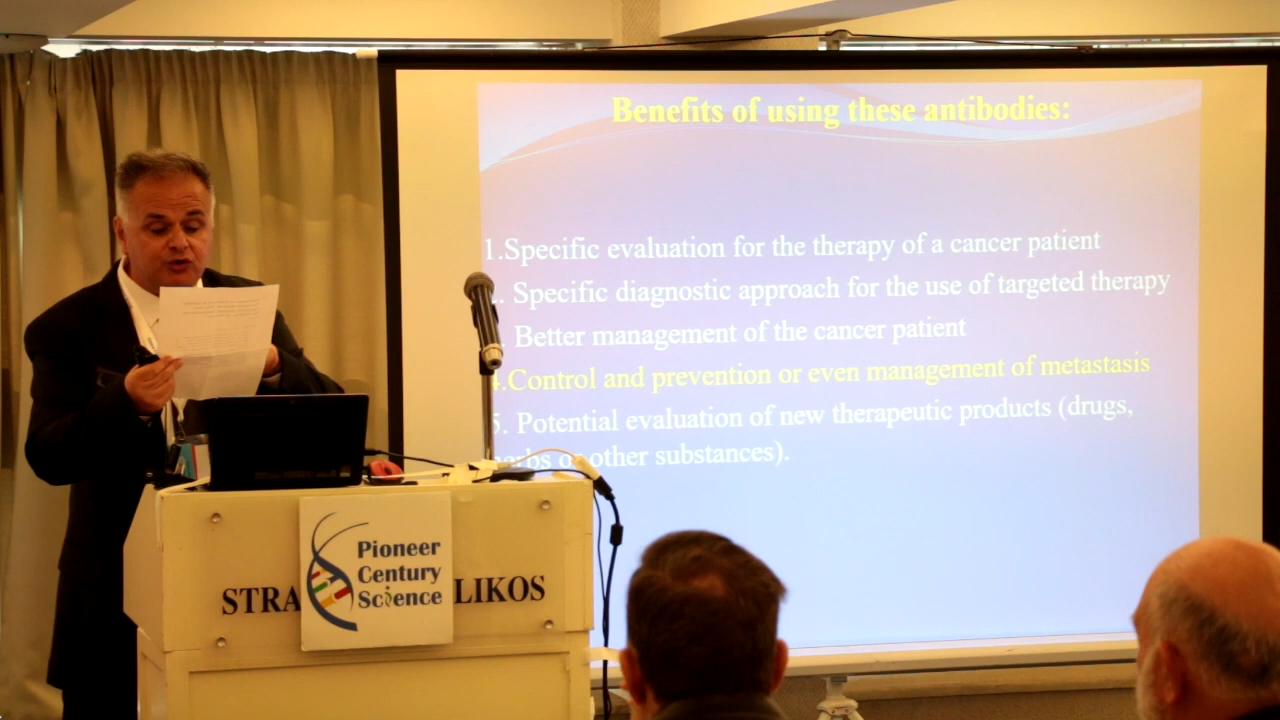 Benefits of using these antibodies:
1.Specific evaluation for the therapy of a cancer patient
. Specific diagnostic approach for the use of targeted therapy
. Better management of the cancer patient
4.Control and prevention or even management of metastasis
5. Potential evaluation of new therapeutic products (drugs,
herbs or other substances).
Pioneer
Century
Science
STRA LIKOS